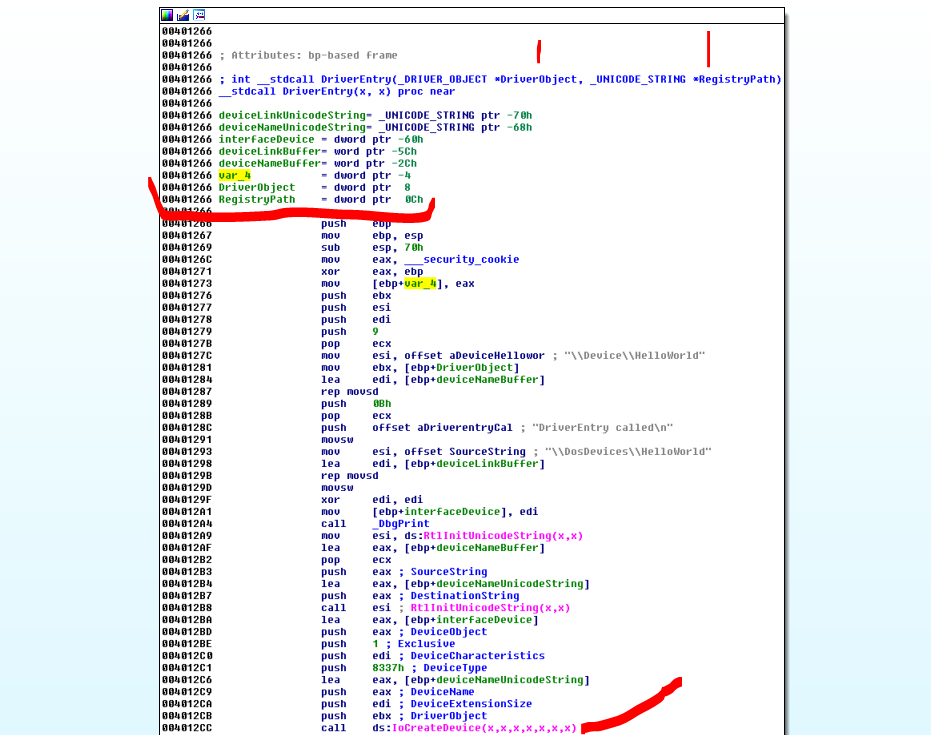 00401266
00401266
00401266 ; Attributes: bp-based frame
00401266
00401266 ; int __stdcall DriverEntry(_DRIVER_OBJECT *DriverObject, _UNICODE_STRING *RegistryPath)
00401266 __stdcall DriverEntry(x, x) proc near
00401266
00401266 deviceLinkUnicodeString= _UNICODE_STRING ptr -70h
00401266 deviceNameUnicodeString= _UNICODE_STRING ptr -68h
00401266 interfaceDevice = dword ptr -60h
00401266 deviceLinkBuffer= word ptr -5Ch
00401266 deviceNameBuffer= word ptr -2Ch
00401266 var_4 = dword ptr -4
00401266 DriverObject = dword ptr 8
00401266 RegistryPath = dword ptr 0Ch
00401266
00401266 push ebp
00401267 mov ebp, esp
00401269 sub esp, 70h
0040126C mov eax, ___security_cookie
00401271 xor eax, ebp
00401273 mov [ebp+var_4], eax
00401276 push ebx
00401277 push esi
00401278 push edi
00401279 push 9
0040127B pop ecx
0040127C mov esi, offset aDeviceHellowor ; "\\Device\\HelloWorld"
00401281 mov ebx, [ebp+DriverObject]
00401284 lea edi, [ebp+deviceNameBuffer]
00401287 rep movsd
00401289 push 0Bh
0040128B pop ecx
0040128C push offset aDriverentryCal ; "DriverEntry called\n"
00401291 movsw
00401293 mov esi, offset SourceString ; "\\DosDevices\\HelloWorld"
00401298 lea edi, [ebp+deviceLinkBuffer]
0040129B rep movsd
0040129D movsw
0040129F xor edi, edi
004012A1 mov [ebp+interfaceDevice], edi
004012A4 call _DbgPrint
004012A9 mov esi, ds:RtlInitUnicodeString(x,x)
004012AF lea eax, [ebp+deviceNameBuffer]
004012B2 pop ecx
004012B3 push eax ; SourceString
004012B4 lea eax, [ebp+deviceNameUnicodeString]
004012B7 push eax ; DestinationString
004012B8 call esi ; RtlInitUnicodeString(x,x)
004012BA lea eax, [ebp+interfaceDevice]
004012BD push eax ; DeviceObject
004012BE push 1 ; Exclusive
004012C0 push edi ; DeviceCharacteristics
004012C1 push 8337h ; DeviceType
004012C6 lea eax, [ebp+deviceNameUnicodeString]
004012C9 push eax ; DeviceName
004012CA push edi ; DeviceExtensionSize
004012CB push ebx ; DriverObject
004012CC call ds:IoCreateDevice(x,x,x,x,x,x,x)